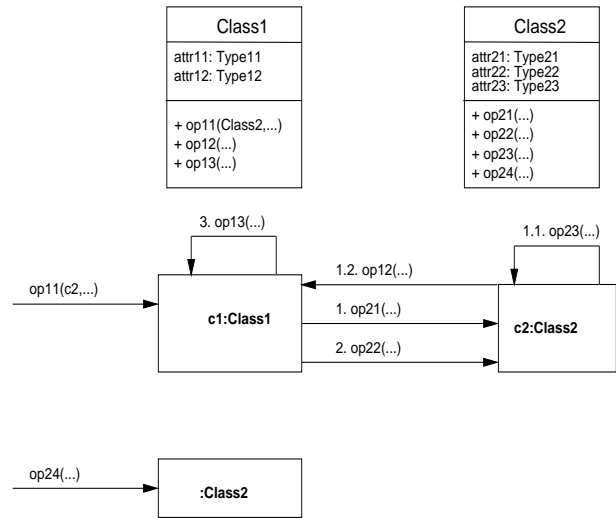 Class1
attr11: Type11
attr12: Type12
+ op11(Class2,...)
+ op12(...)
+ op13(...)
Class2
attr21: Type21
attr22: Type22
attr23: Type23
+ op21(...)
+ op22(...)
+ op23(...)
+ op24(...)
3. op13(...)
1.1. op23(...)
1.2. op12(...)
op11(c2,...)
c1:Class1
1. op21(...)
c2:Class2
2. op22(...)
op24(...)
:Class2